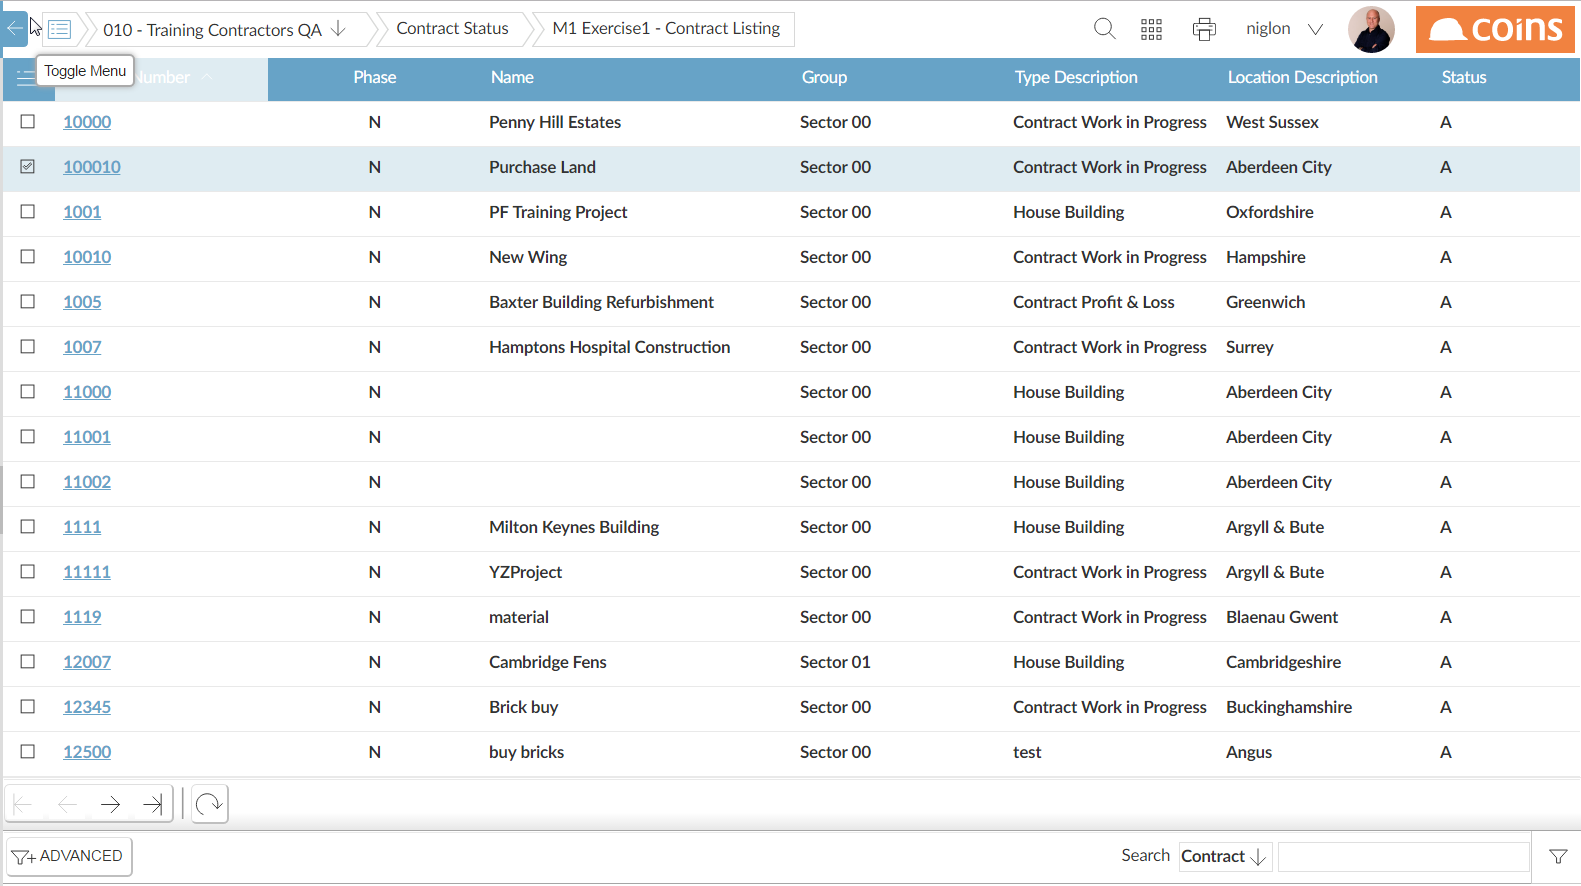 010 - Training Contractors QA
Contract Status
M1 Exercise1 - Contract Listing
niglon
coins
Toggle Menu
Number Phase Name Group Type Description Location Description Status
10000 N Penny Hill Estates Sector 00 Contract Work in Progress West Sussex A
100010 N Purchase Land Sector 00 Contract Work in Progress Aberdeen City A
1001 N PF Training Project Sector 00 House Building Oxfordshire A
10010 N New Wing Sector 00 Contract Work in Progress Hampshire A
1005 N Baxter Building Refurbishment Sector 00 Contract Profit & Loss Greenwich A
1007 N Hamptons Hospital Construction Sector 00 Contract Work in Progress Surrey A
11000 N Sector 00 House Building Aberdeen City A
11001 N Sector 00 House Building Aberdeen City A
11002 N Sector 00 House Building Aberdeen City A
1111 N Milton Keynes Building Sector 00 House Building Argyll & Bute A
11111 N YZProject Sector 00 Contract Work in Progress Argyll & Bute A
1119 N material Sector 00 Contract Work in Progress Blaenau Gwent A
12007 N Cambridge Fens Sector 01 House Building Cambridgeshire A
12345 N Brick buy Sector 00 Contract Work in Progress Buckinghamshire A
12500 N buy bricks Sector 00 test Angus A
ADVANCED
Search Contract